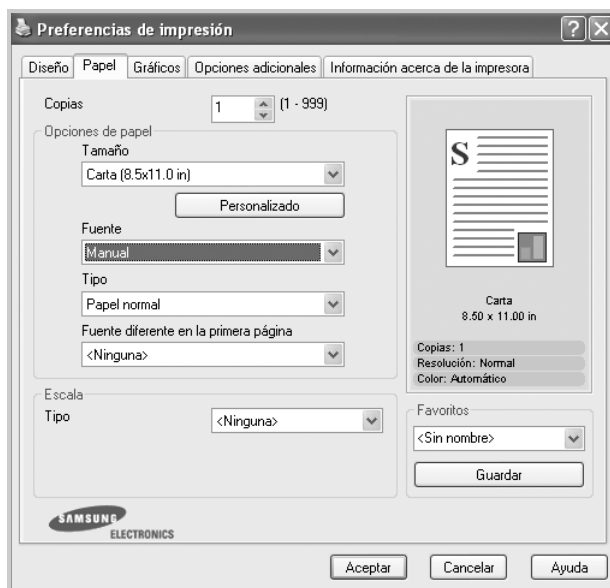 Preferencias de impresión
Diseño Papel Gráficos Opciones adicionales Información acerca de la impresora
Copias 1 (1 - 999)
Opciones de papel
Tamaño
Carta (8.5x11.0 in)
Personalizado
Fuente
Manual
Tipo
Papel normal
Fuente diferente en la primera página
<Ninguna>
Escala
Tipo <Ninguna>
S
Carta
8.50 x 11.00 in
Copias: 1
Resolución: Normal
Color: Automático
Favoritos
<Sin nombre>
Guardar
SAMSUNG
ELECTRONICS
Aceptar Cancelar Ayuda